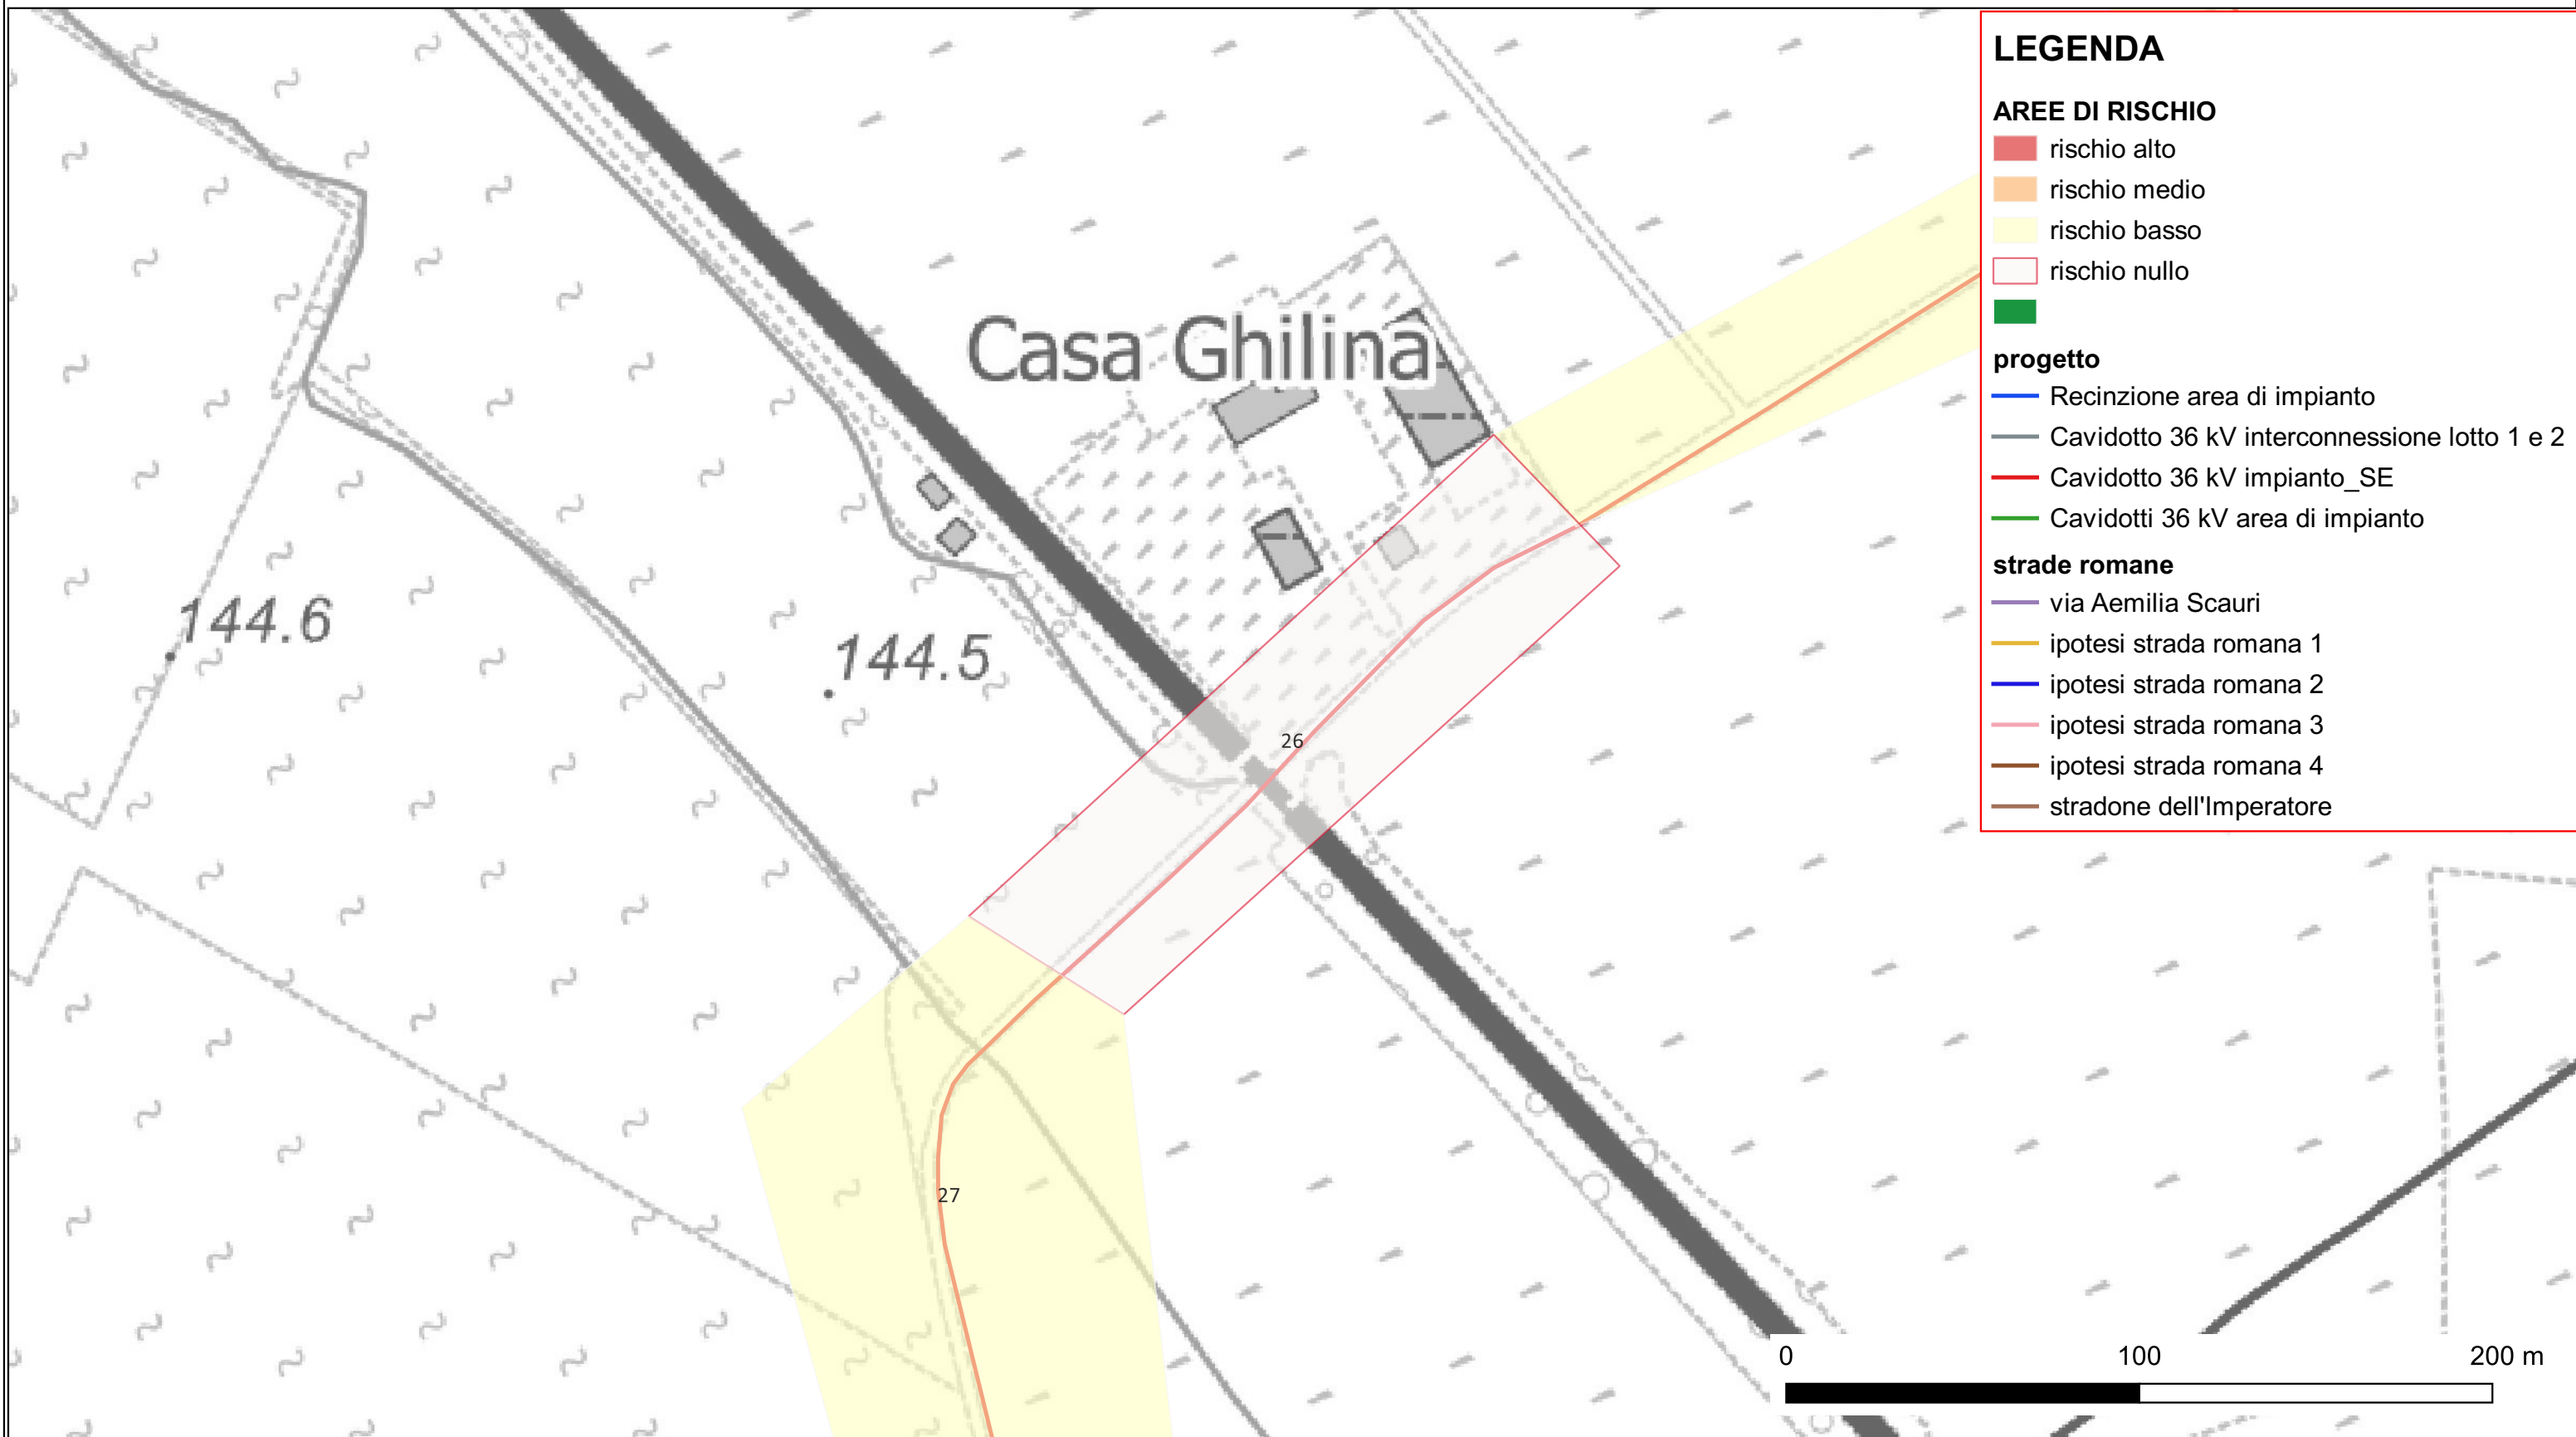 LEGENDA
AREE DI RISCHIO
rischio alto
rischio medio
rischio basso
rischio nullo
progetto
Recinzione area di impianto
Cavidotto 36 kV interconnessione lotto 1 e 2
Cavidotto 36 kV impianto_SE
Cavidotti 36 kV area di impianto
strade romane
via Aemilia Scauri
ipotesi strada romana 1
ipotesi strada romana 2
ipotesi strada romana 3
ipotesi strada romana 4
stradone dell'Imperatore
Casa Ghilina
144.6
144.5
26
27
0 100 200 m